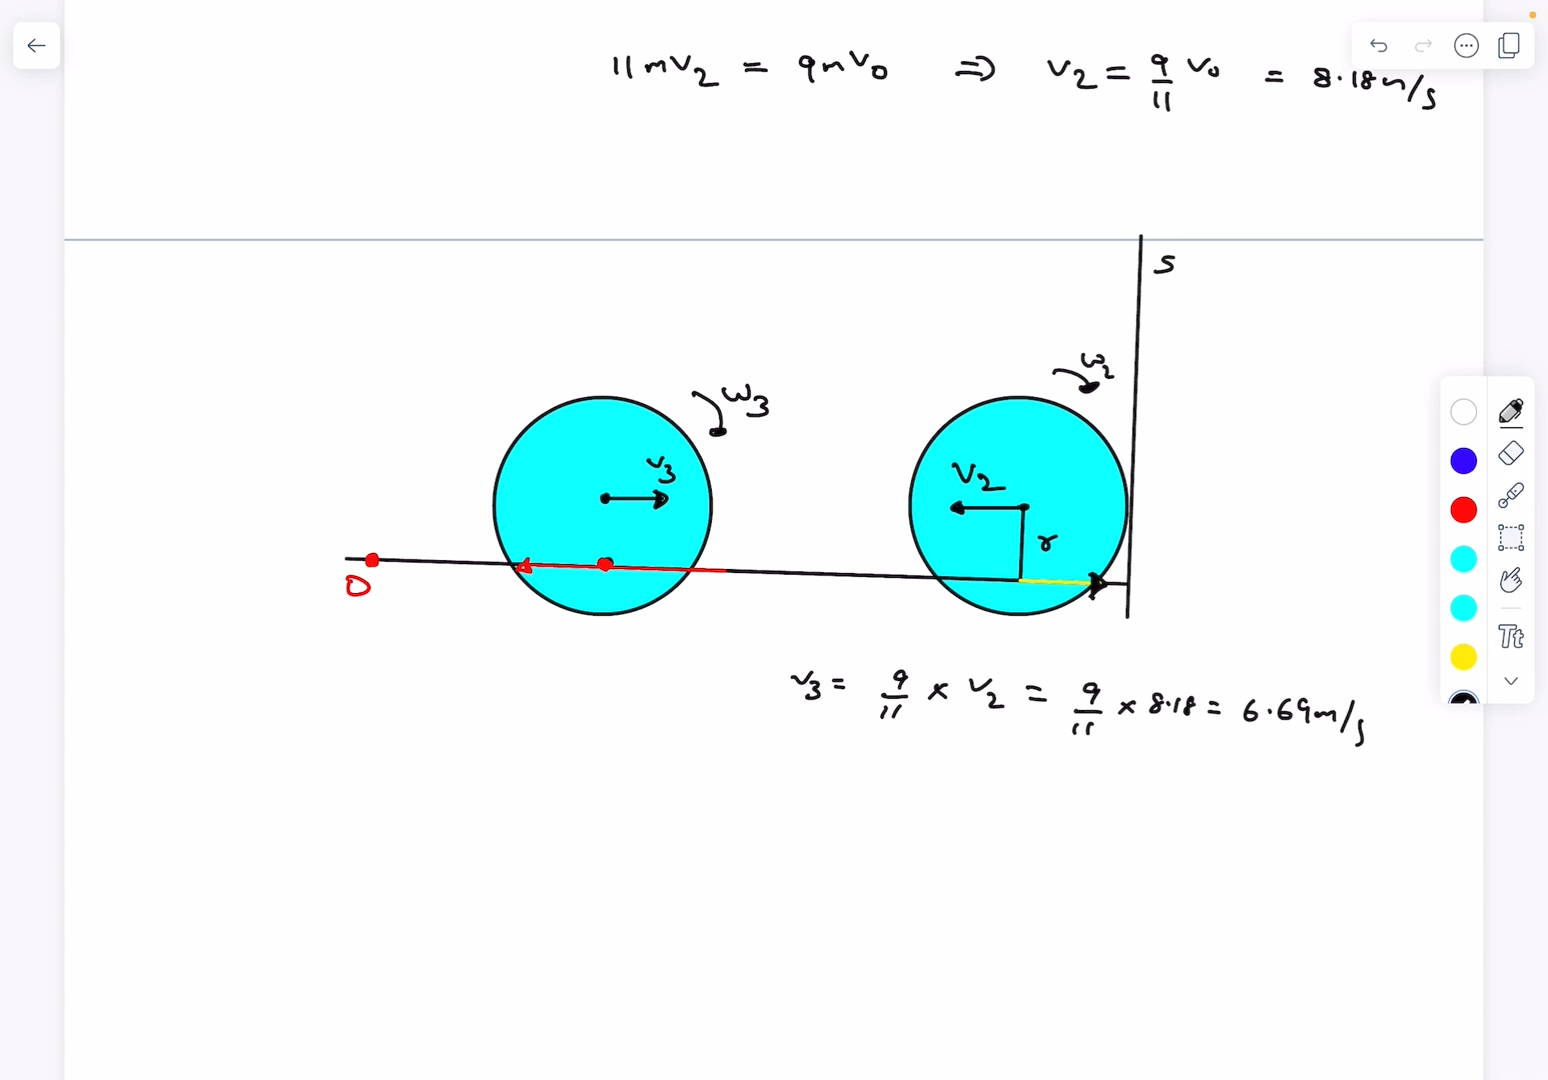 11mv₂ = 9mv₀ ⇒ v₂ = 9/11 v₀ = 8.18m/s
S
ω₃
ω₂
v₃
v₂
r
O
v₃ = 9/11 × v₂ = 9/11 × 8.18 = 6.69m/s
Tt